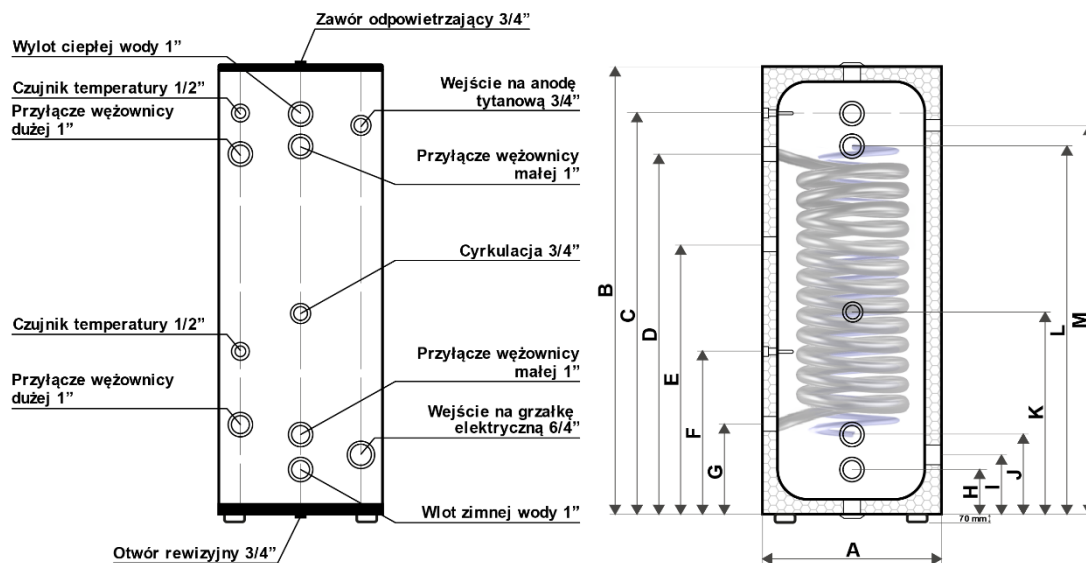 Zawór odpowietrzający 3/4”
Wylot ciepłej wody 1”
Czujnik temperatury 1/2”
Przyłącze wężownicy
dużej 1”
Wejście na anodę
tytanową 3/4”
Przyłącze wężownicy
małej 1”
Cyrkulacja 3/4”
Czujnik temperatury 1/2”
Przyłącze wężownicy
dużej 1”
Przyłącze wężownicy
małej 1”
Wejście na grzałkę
elektryczną 6/4”
Wlot zimnej wody 1”
Otwór rewizyjny 3/4”
B
C
D
E
F
G
H
I
J
K
L
M
70 mm
A